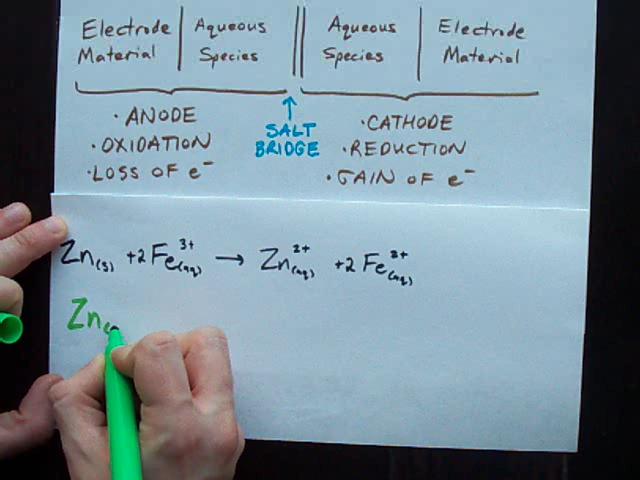 Electrode Material | Aqueous Species || Aqueous Species | Electrode Material
• ANODE
• OXIDATION
• LOSS OF e⁻
SALT
BRIDGE
• CATHODE
• REDUCTION
• GAIN OF e⁻
Zn(s) + 2Fe³⁺(aq) → Zn²⁺(aq) + 2Fe²⁺(aq)
Zn(